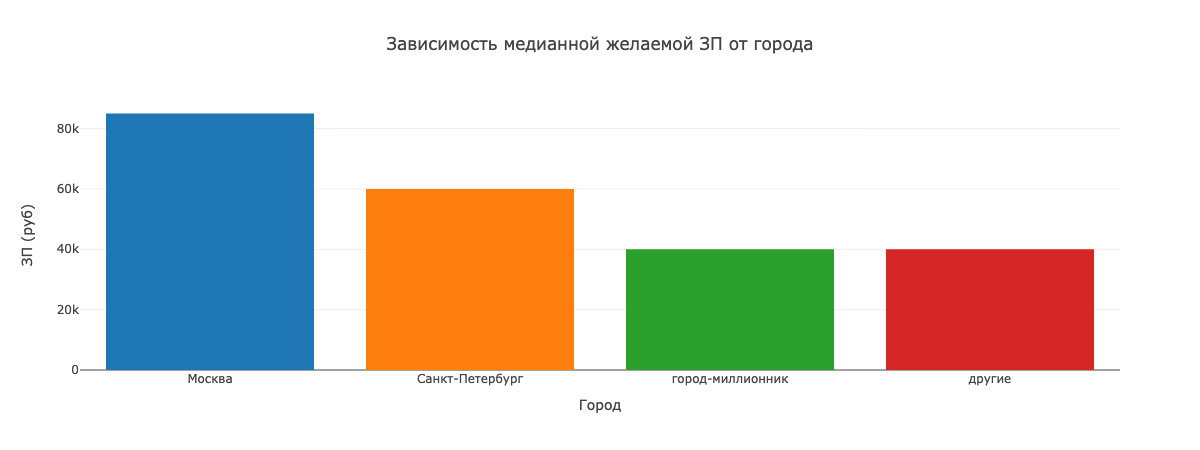 Зависимость медианной желаемой ЗП от города
ЗП (руб)
80k
60k
40k
20k
0
Москва
Санкт-Петербург
город-миллионник
другие
Город